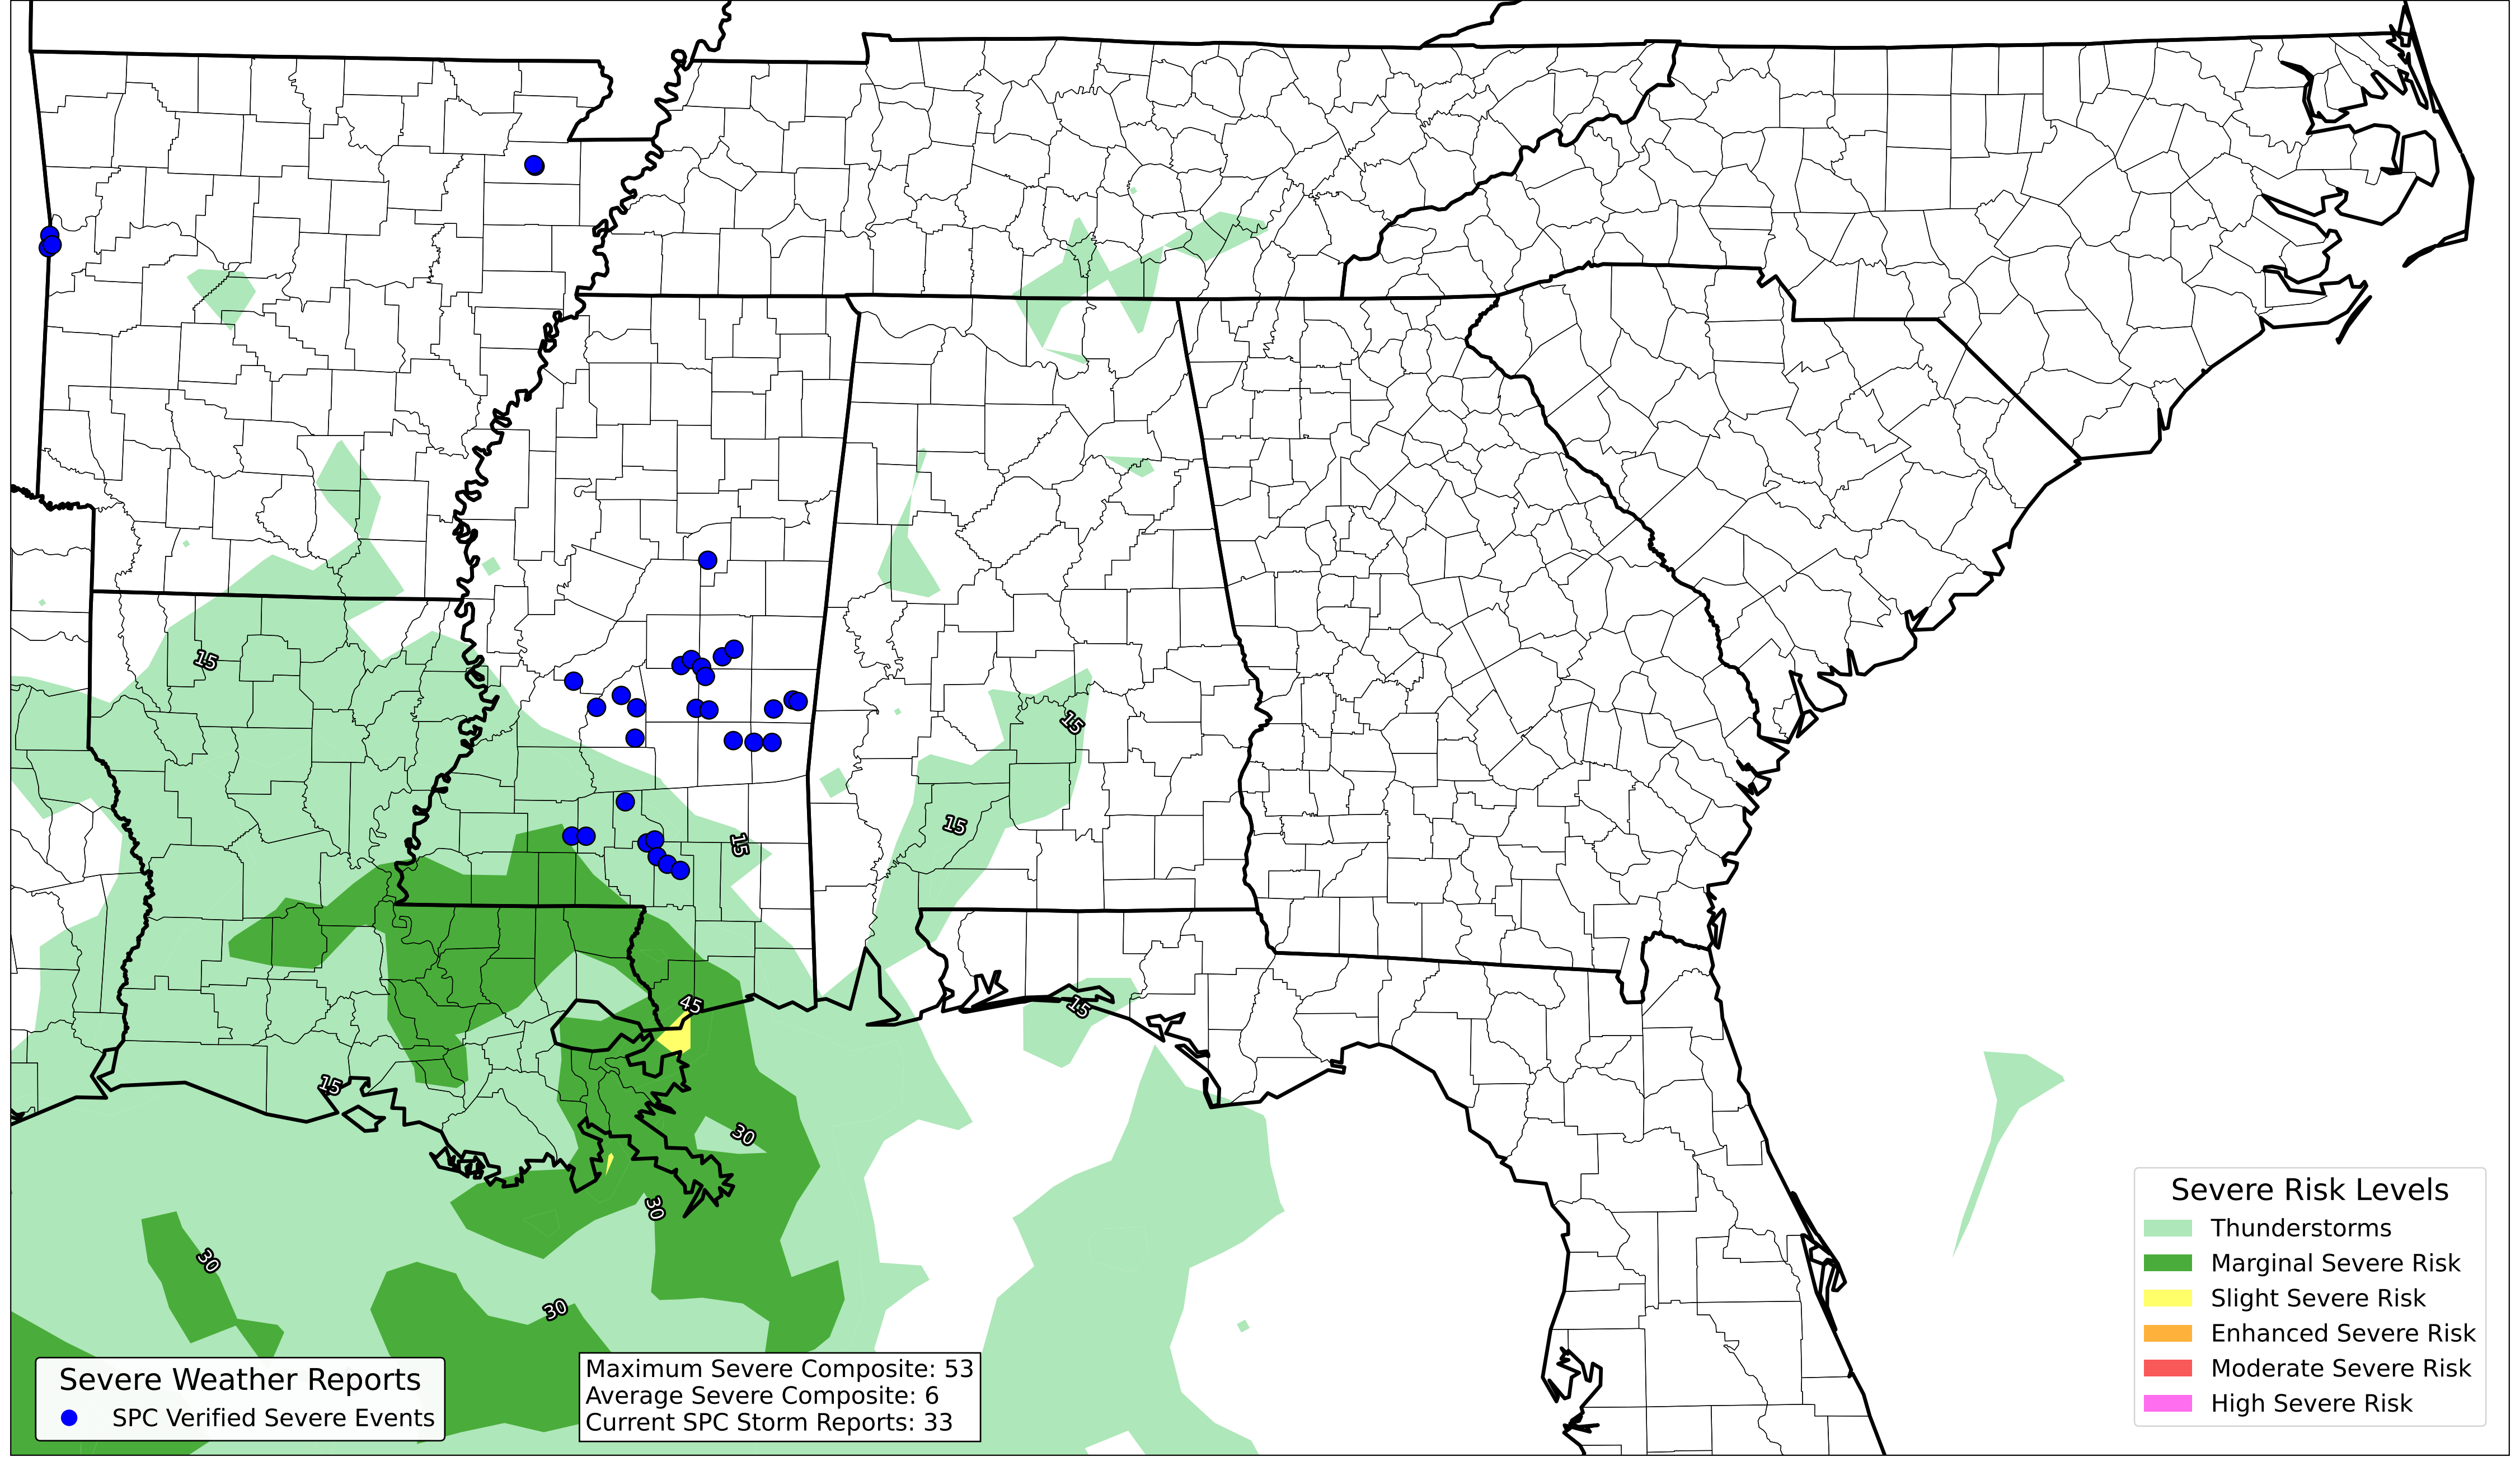 15
15
15
15
15
45
15
30
30
30
30
Severe Risk Levels
Thunderstorms
Marginal Severe Risk
Slight Severe Risk
Enhanced Severe Risk
Moderate Severe Risk
High Severe Risk
Severe Weather Reports
SPC Verified Severe Events
Maximum Severe Composite: 53
Average Severe Composite: 6
Current SPC Storm Reports: 33